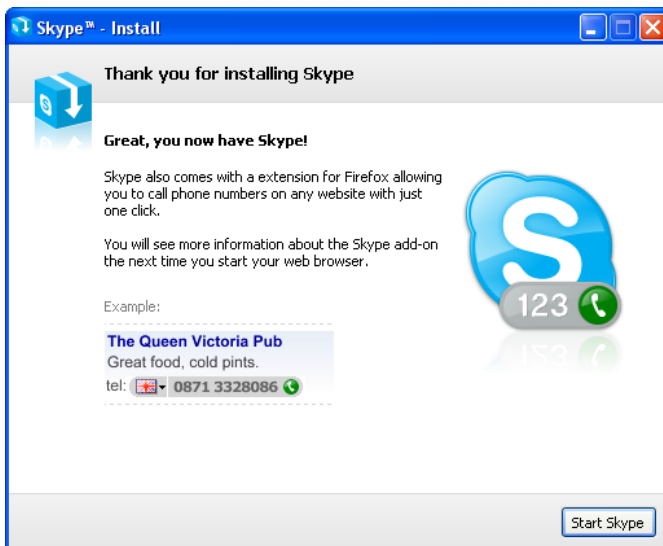 Skype™ - Install
Thank you for installing Skype
Great, you now have Skype!
Skype also comes with a extension for Firefox allowing
you to call phone numbers on any website with just
one click.
You will see more information about the Skype add-on
the next time you start your web browser.
Example:
The Queen Victoria Pub
Great food, cold pints.
tel: 0871 3328086
S
123
Start Skype